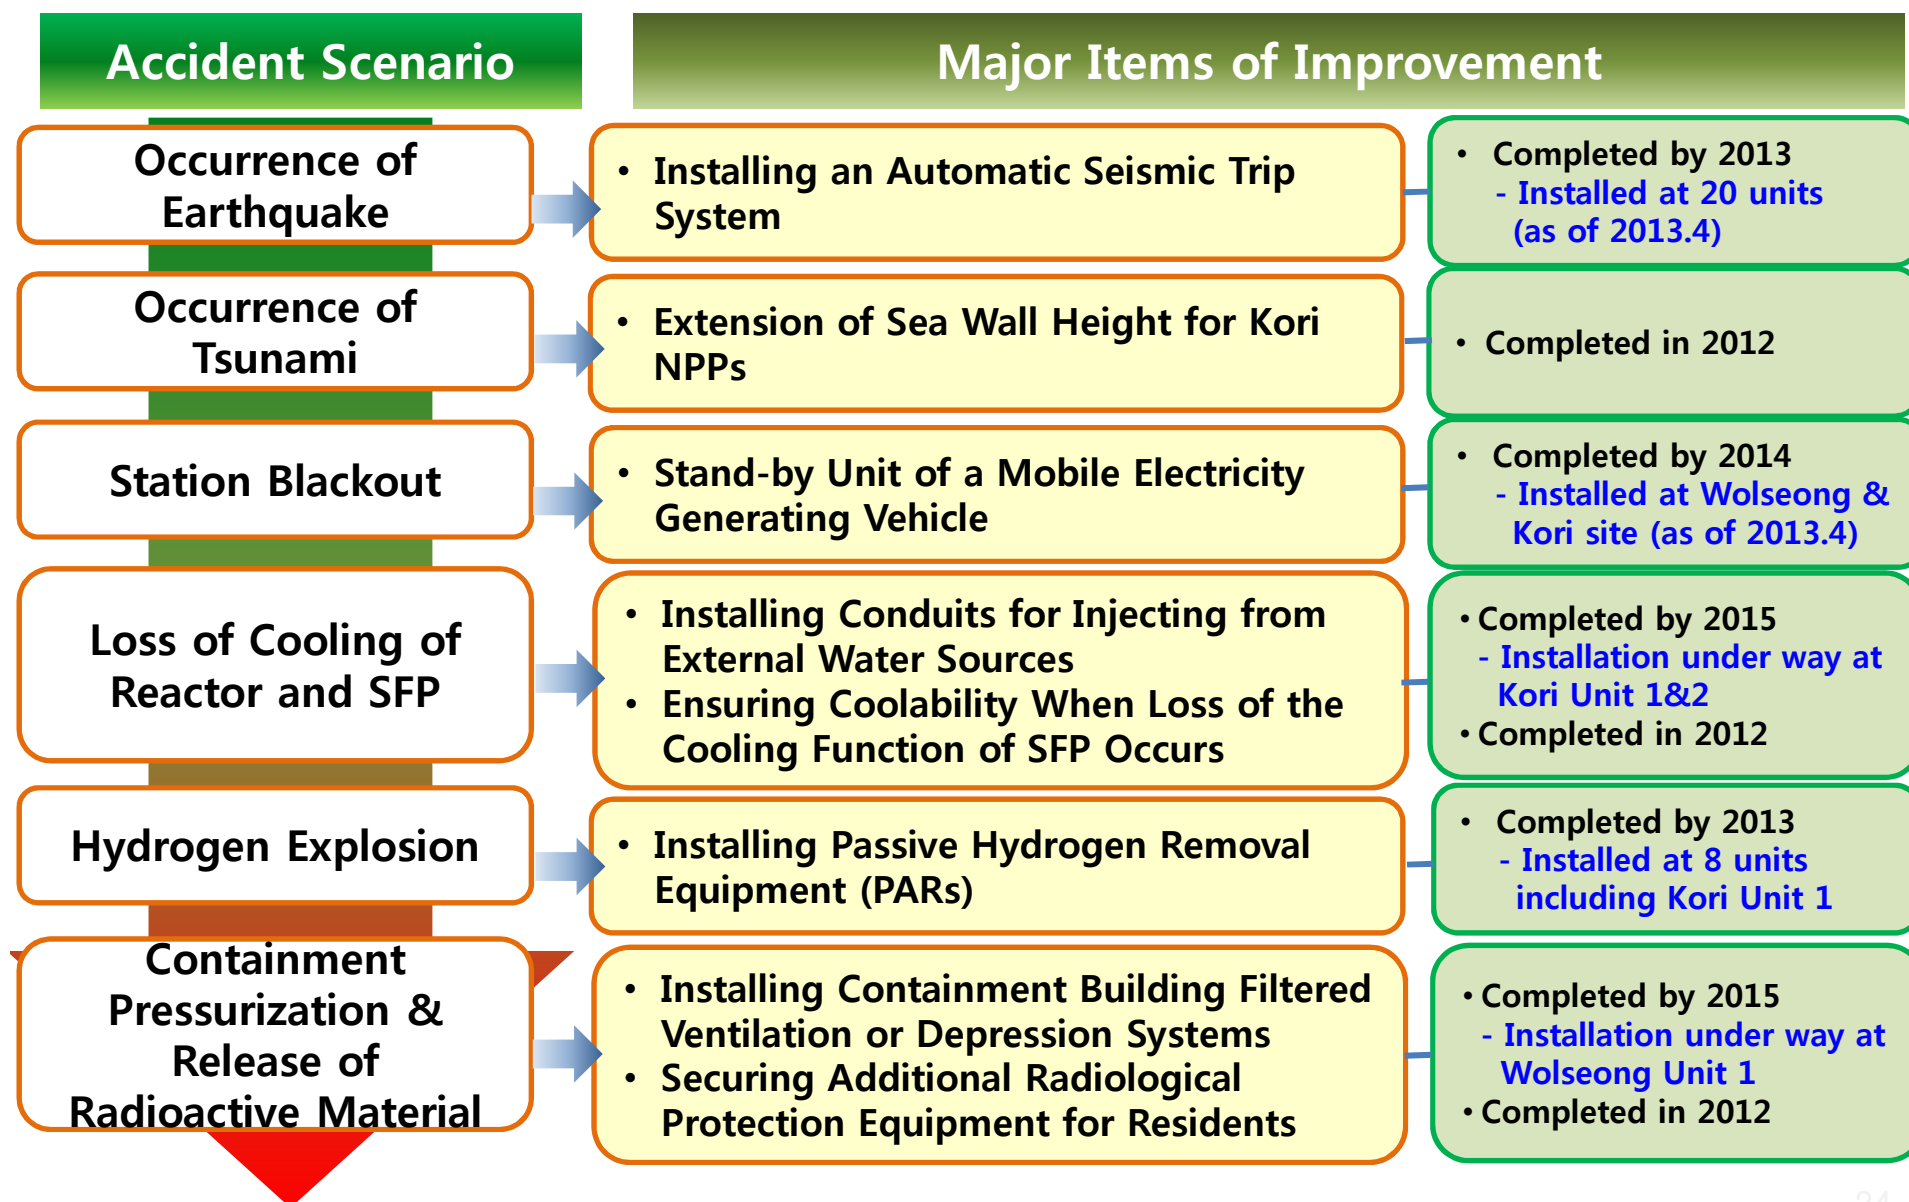 Accident Scenario
Major Items of Improvement
Occurrence of
Earthquake
• Installing an Automatic Seismic Trip
System
• Completed by 2013
- Installed at 20 units
(as of 2013.4)
Occurrence of
Tsunami
• Extension of Sea Wall Height for Kori
NPPs
• Completed in 2012
Station Blackout
• Stand-by Unit of a Mobile Electricity
Generating Vehicle
• Completed by 2014
- Installed at Wolseong &
Kori site (as of 2013.4)
Loss of Cooling of
Reactor and SFP
• Installing Conduits for Injecting from
External Water Sources
• Ensuring Coolability When Loss of the
Cooling Function of SFP Occurs
• Completed by 2015
- Installation under way at
Kori Unit 1&2
• Completed in 2012
Hydrogen Explosion
• Installing Passive Hydrogen Removal
Equipment (PARs)
• Completed by 2013
- Installed at 8 units
including Kori Unit 1
Containment
Pressurization &
Release of
Radioactive Material
• Installing Containment Building Filtered
Ventilation or Depression Systems
• Securing Additional Radiological
Protection Equipment for Residents
• Completed by 2015
- Installation under way at
Wolseong Unit 1
• Completed in 2012